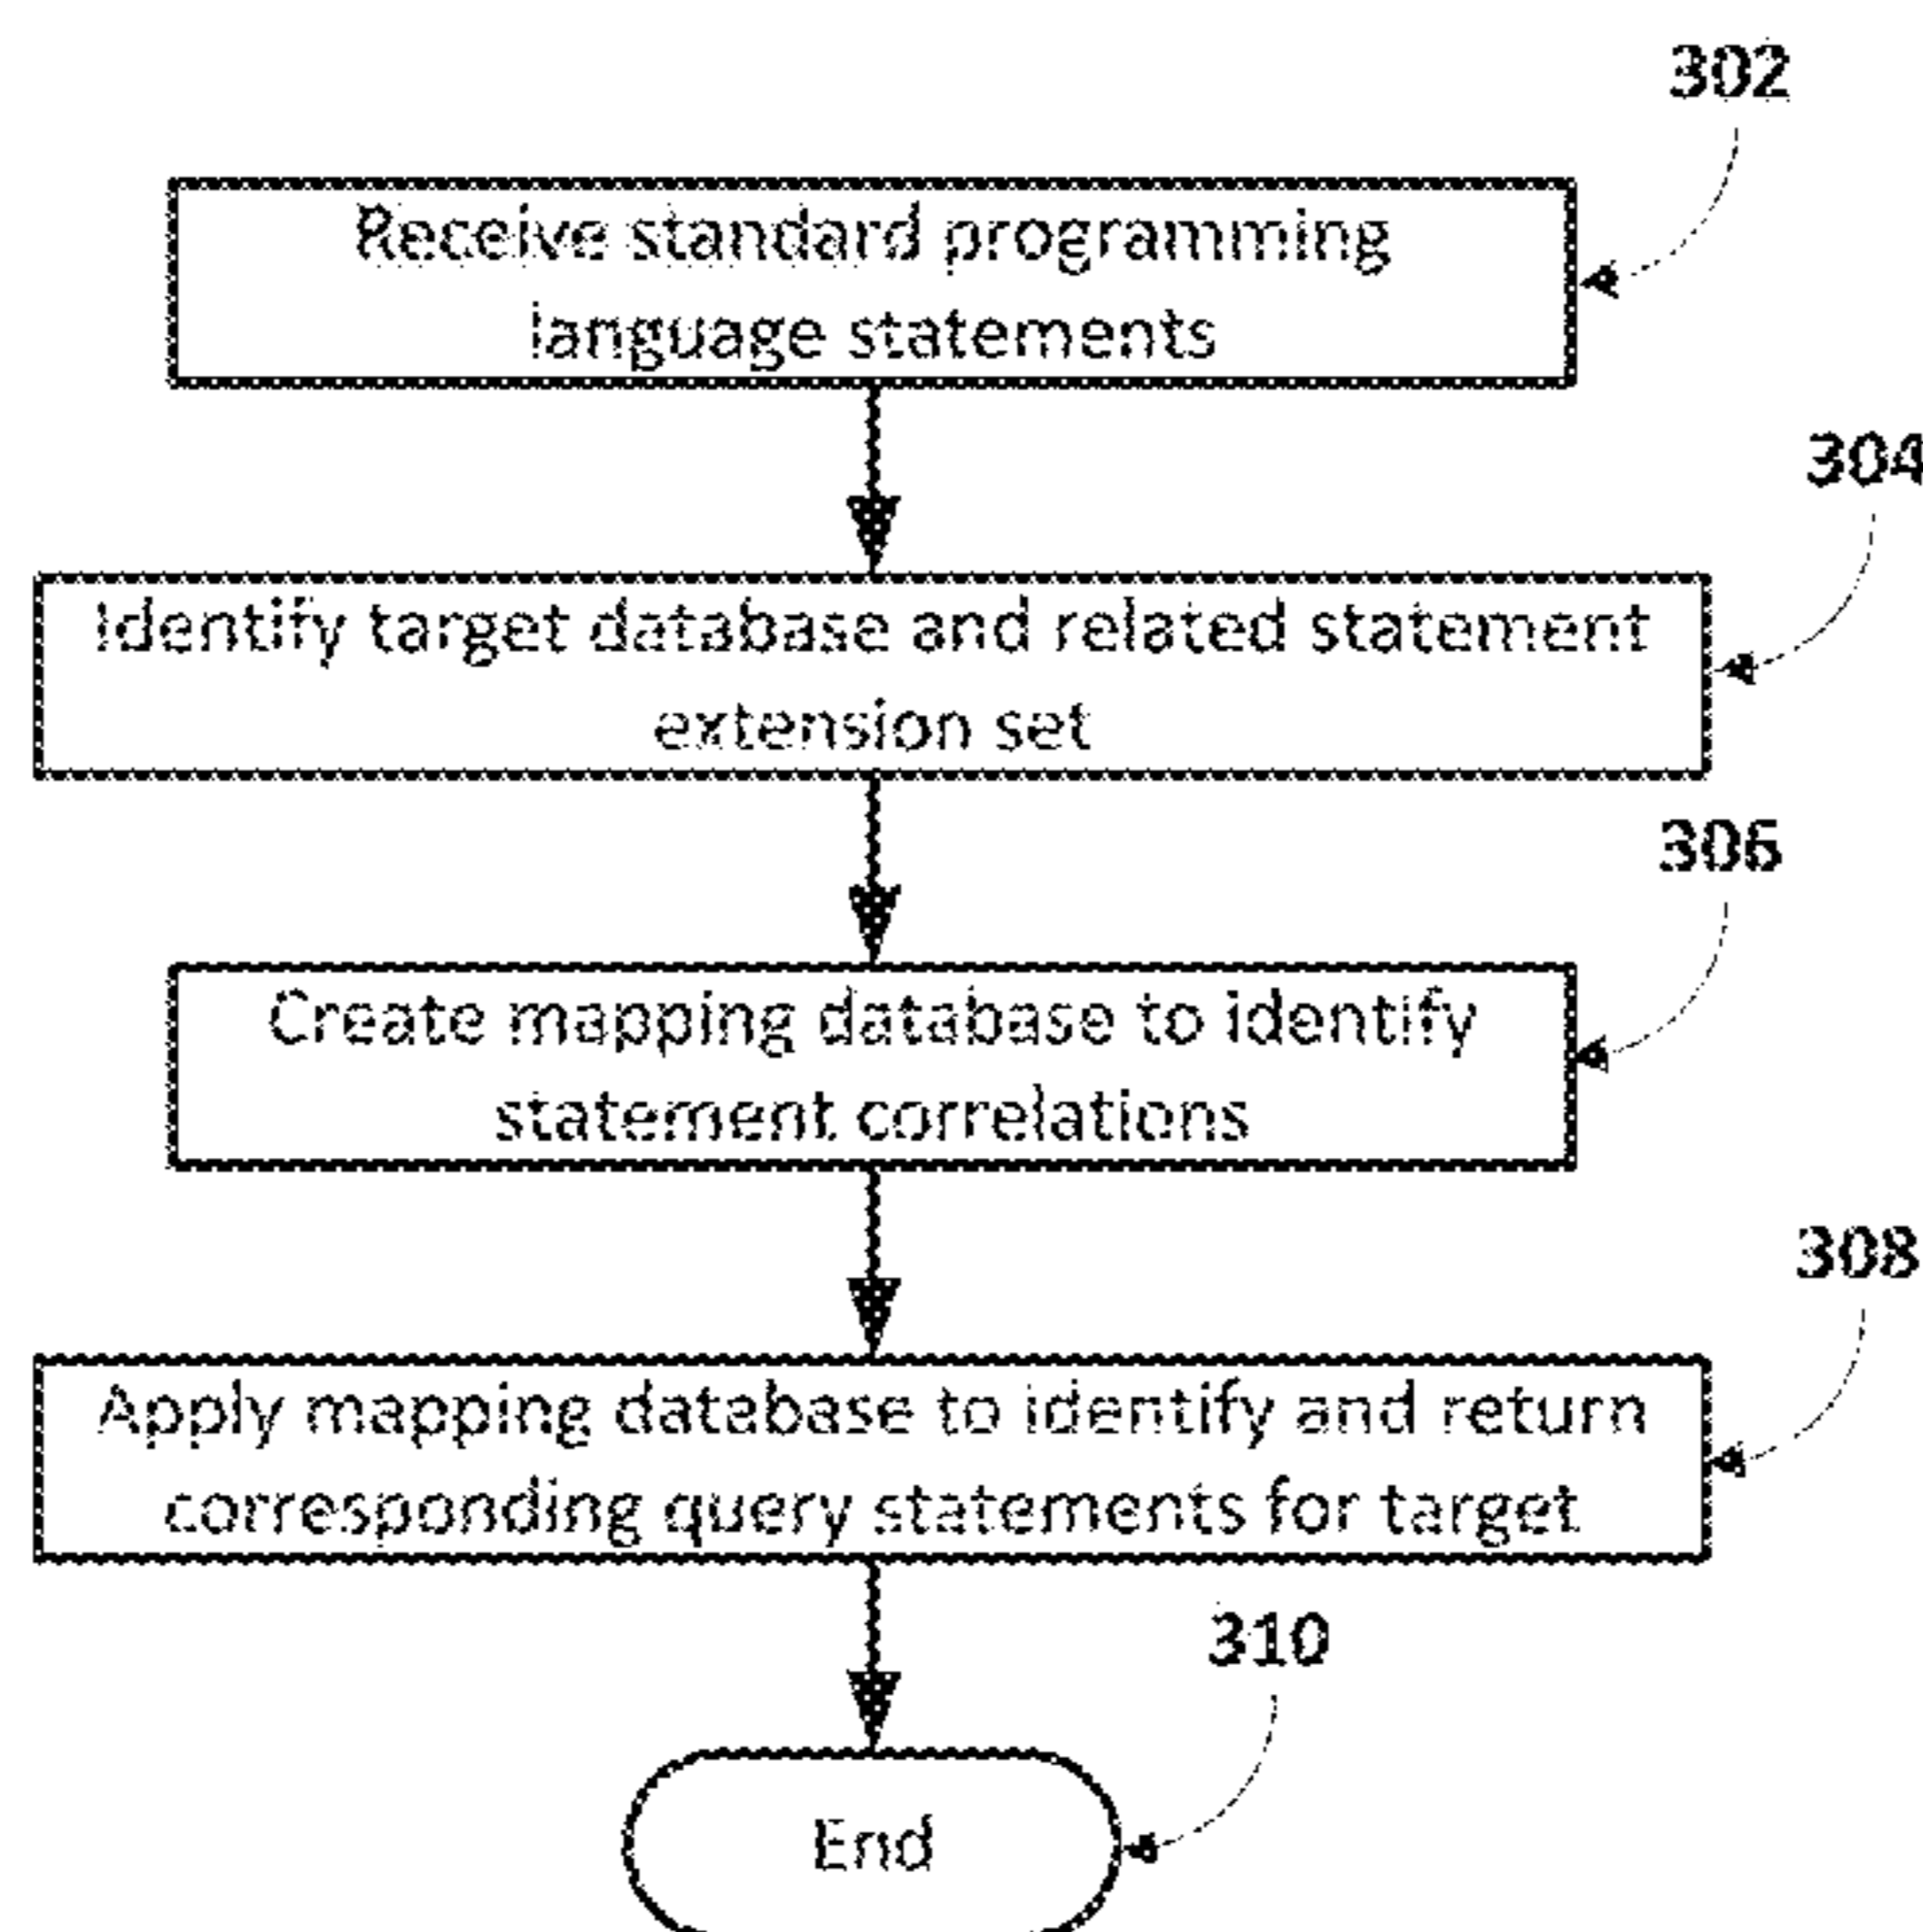 302
Receive standard programming
language statements
304
Identify target database and related statement
extension set
306
Create mapping database to identify
statement correlations
308
Apply mapping database to identify and return
corresponding query statements for target
310
End